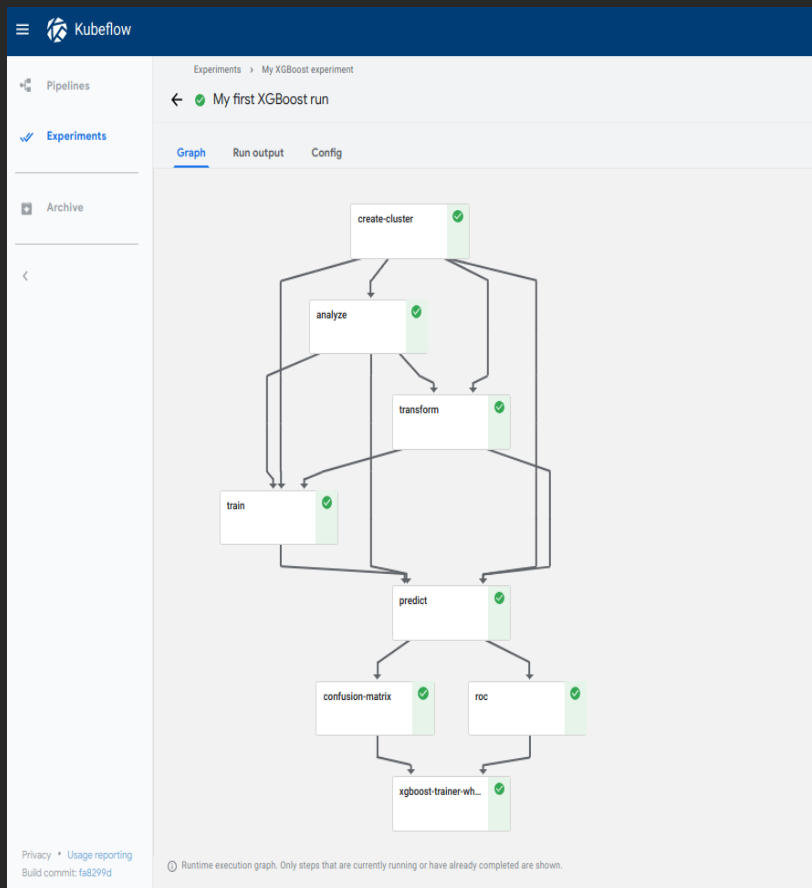 Kubeflow
Pipelines
Experiments
Archive
Experiments › My XGBoost experiment
My first XGBoost run
Graph Run output Config
create-cluster
analyze
transform
train
predict
confusion-matrix
roc
xgboost-trainer-wh...
Runtime execution graph. Only steps that are currently running or have already completed are shown.
Privacy • Usage reporting
Build commit: fa8299d